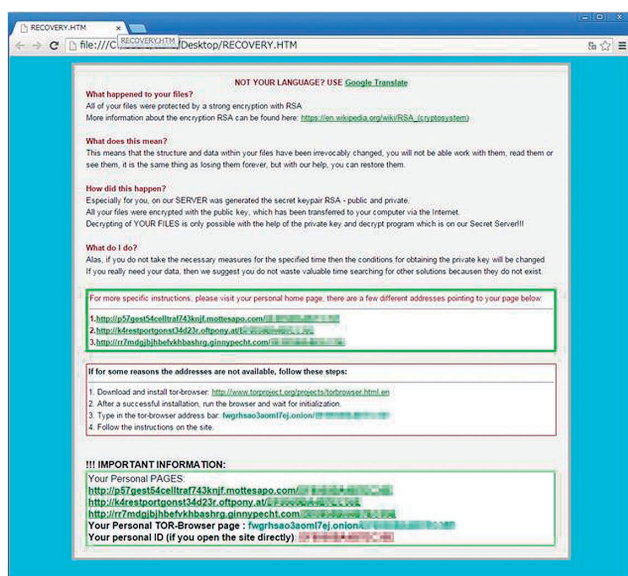 RECOVERY.HTM
RECOVERY.HTM
file:///C /Desktop/RECOVERY.HTM
NOT YOUR LANGUAGE? USE Google Translate
What happened to your files?
All of your files were protected by a strong encryption with RSA
More information about the encryption RSA can be found here: https://en.wikipedia.org/wiki/RSA_(cryptosystem)
What does this mean?
This means that the structure and data within your files have been irrevocably changed, you will not be able work with them, read them or
see them, it is the same thing as losing them forever, but with our help, you can restore them.
How did this happen?
Especially for you, on our SERVER was generated the secret keypair RSA - public and private.
All your files were encrypted with the public key, which has been transferred to your computer via the Internet.
Decrypting of YOUR FILES is only possible with the help of the private key and decrypt program which is on our Secret Server!!!
What do I do?
Alas, if you do not take the necessary measures for the specified time then the conditions for obtaining the private key will be changed
If you really need your data, then we suggest you do not waste valuable time searching for other solutions becausen they do not exist.
For more specific instructions, please visit your personal home page, there are a few different addresses pointing to your page below:
1.http://p57gest54celltraf743knjf.mottesapo.com/
2.http://k4restportgonst34d23r.oftpony.at/
3.http://rr7mdgjbjhbefvkhbashrg.ginnypecht.com/
If for some reasons the addresses are not available, follow these steps:
1. Download and install tor-browser: http://www.torproject.org/projects/torbrowser.html.en
2. After a successful installation, run the browser and wait for initialization.
3. Type in the tor-browser address bar: fwgrhsao3aoml7ej.onion/
4. Follow the instructions on the site.
!!! IMPORTANT INFORMATION:
Your Personal PAGES:
http://p57gest54celltraf743knjf.mottesapo.com/
http://k4restportgonst34d23r.oftpony.at/
http://rr7mdgjbjhbefvkhbashrg.ginnypecht.com/
Your Personal TOR-Browser page : fwgrhsao3aoml7ej.onion/
Your personal ID (if you open the site directly):